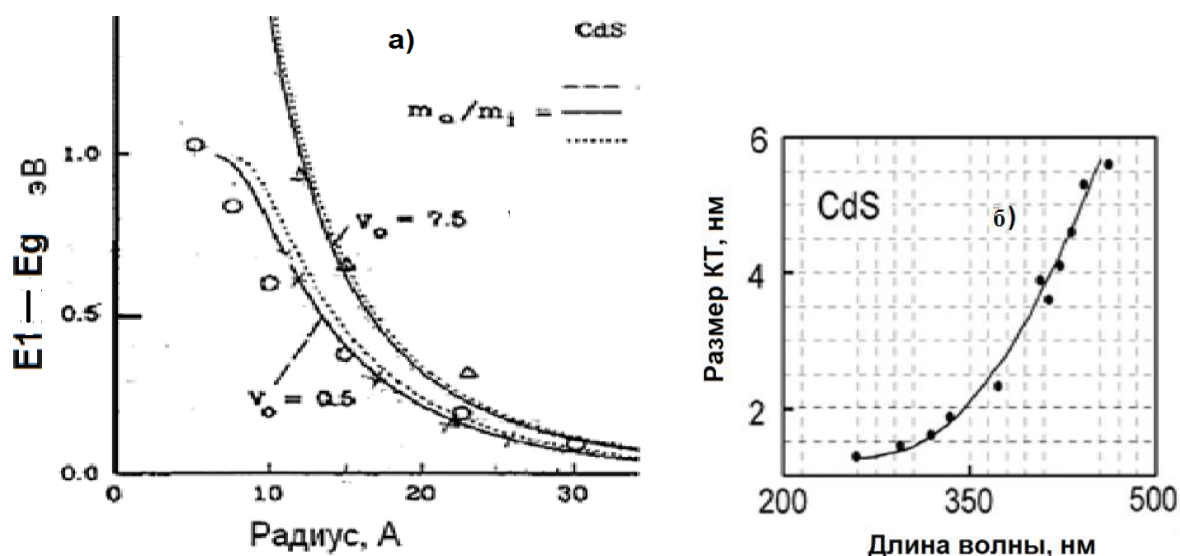 а)
CdS
m₀/mᵢ =
E1 — Eg эВ
1.0
0.5
0.0
V₀ = 7.5
V₀ = 0.5
0 10 20 30
Радиус, А
CdS
б)
Размер КТ, нм
6
4
2
200 350 500
Длина волны, нм